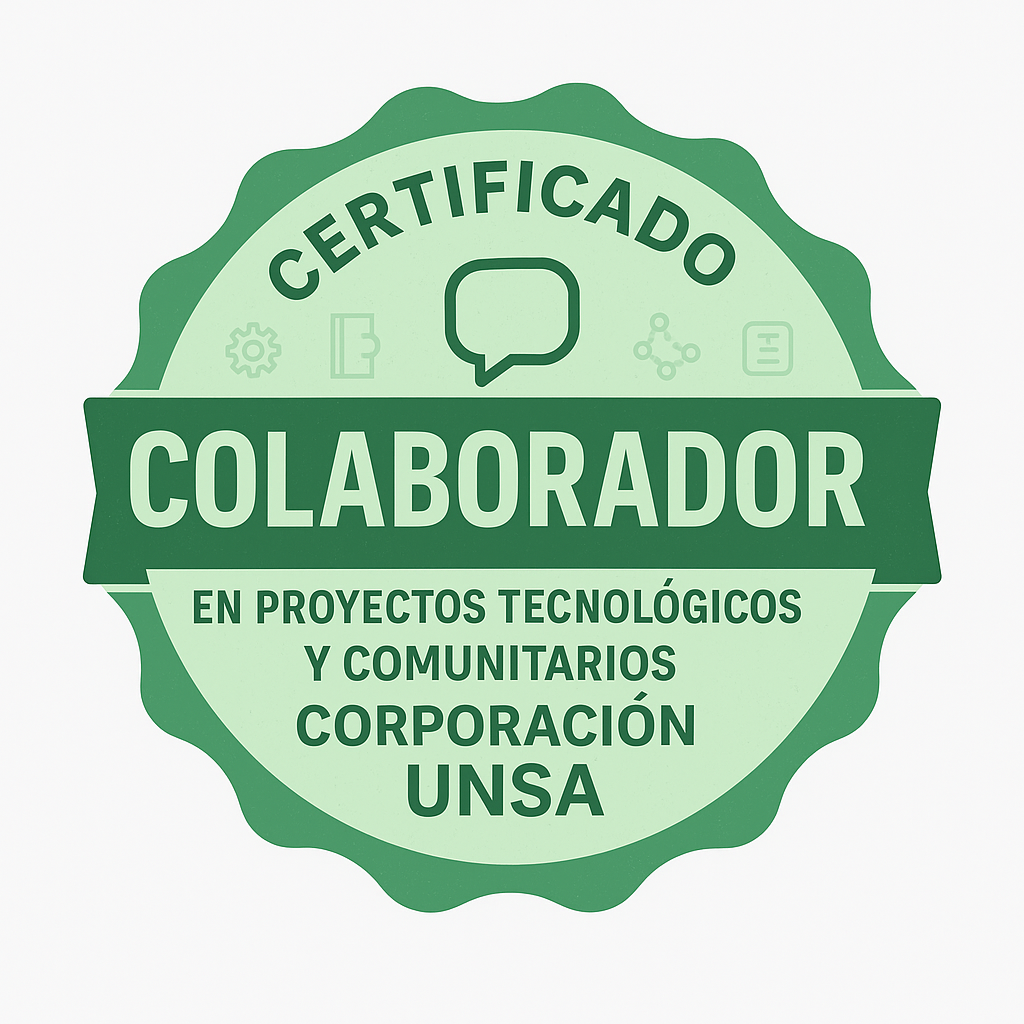 CERTIFICADO
COLABORADOR
EN PROYECTOS TECNOLÓGICOS
Y COMUNITARIOS
CORPORACIÓN
UNSA